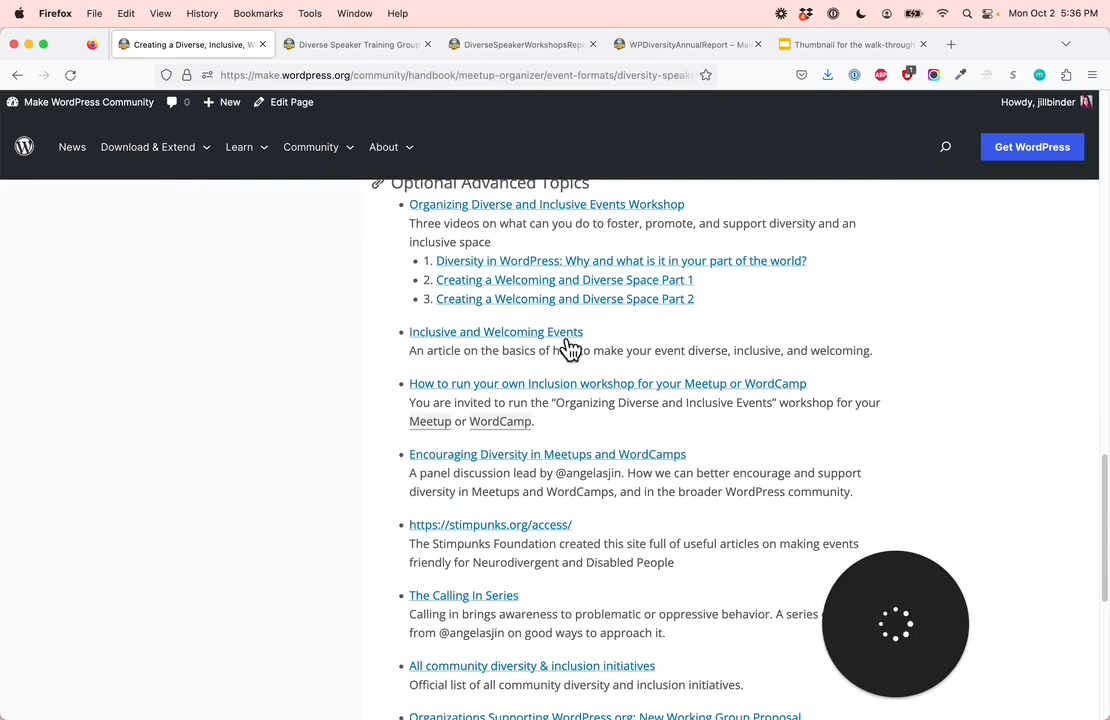 Firefox File Edit View History Bookmarks Tools Window Help Mon Oct 2 5:36 PM
Creating a Diverse, Inclusive, W Diverse Speaker Training Group DiverseSpeakerWorkshopsRepo WPDiversityAnnualReport – Mak Thumbnail for the walk-through
https://make.wordpress.org/community/handbook/meetup-organizer/event-formats/diversity-speake ABP 1 S m
Make WordPress Community 0 New Edit Page Howdy, jillbinder
News Download & Extend Learn Community About Get WordPress
Optional Advanced Topics
Organizing Diverse and Inclusive Events Workshop
Three videos on what can you do to foster, promote, and support diversity and an
inclusive space
1. Diversity in WordPress: Why and what is it in your part of the world?
2. Creating a Welcoming and Diverse Space Part 1
3. Creating a Welcoming and Diverse Space Part 2
Inclusive and Welcoming Events
An article on the basics of h to make your event diverse, inclusive, and welcoming.
How to run your own Inclusion workshop for your Meetup or WordCamp
You are invited to run the “Organizing Diverse and Inclusive Events” workshop for your
Meetup or WordCamp.
Encouraging Diversity in Meetups and WordCamps
A panel discussion lead by @angelasjin. How we can better encourage and support
diversity in Meetups and WordCamps, and in the broader WordPress community.
https://stimpunks.org/access/
The Stimpunks Foundation created this site full of useful articles on making events
friendly for Neurodivergent and Disabled People
The Calling In Series
Calling in brings awareness to problematic or oppressive behavior. A series
from @angelasjin on good ways to approach it.
All community diversity & inclusion initiatives
Official list of all community diversity and inclusion initiatives.
Organizations Supporting WordPress.org: New Working Group Proposal